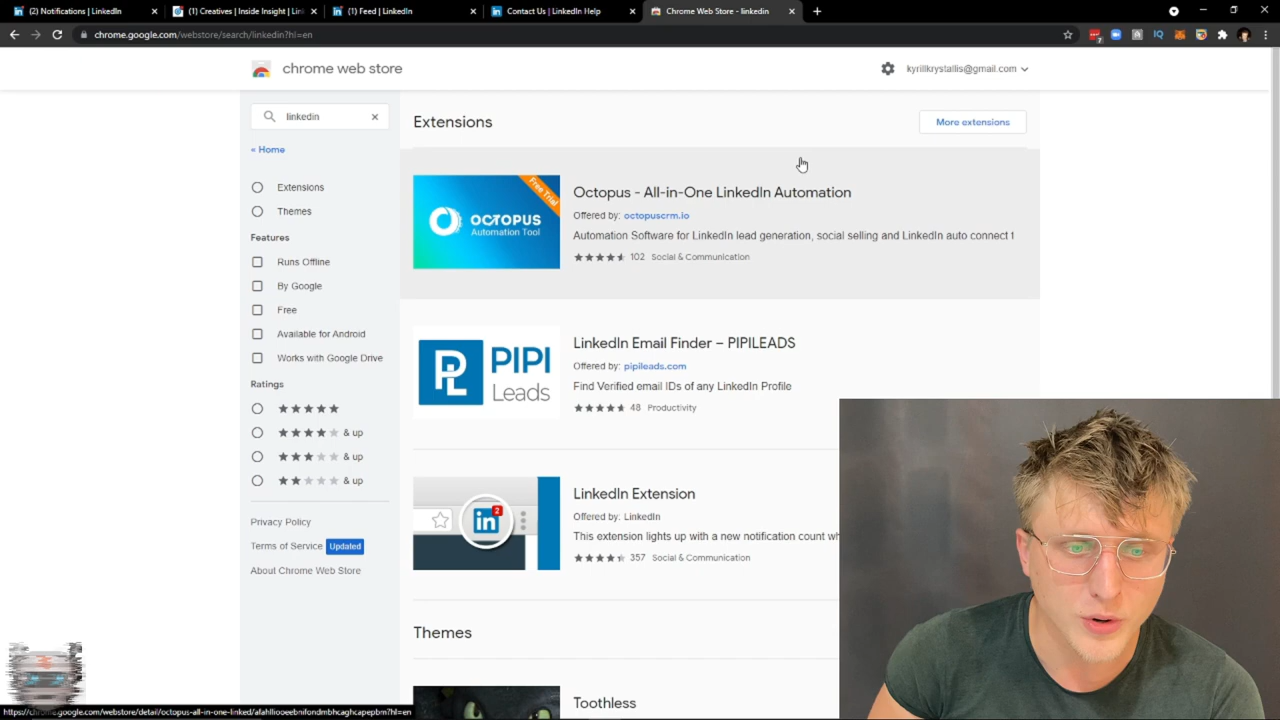 (2) Notifications | LinkedIn
(1) Creatives | Inside Insight | Lin
(1) Feed | LinkedIn
Contact Us | LinkedIn Help
Chrome Web Store - linkedin
chrome.google.com/webstore/search/linkedin?hl=en
chrome web store
kyrillkrystallis@gmail.com
linkedin
« Home
Extensions
Themes
Features
Runs Offline
By Google
Free
Available for Android
Works with Google Drive
Ratings
& up
& up
& up
Privacy Policy
Terms of Service Updated
About Chrome Web Store
Extensions
More extensions
Free Trial
OCTOPUS
Automation Tool
Octopus - All-in-One LinkedIn Automation
Offered by: octopuscrm.io
Automation Software for LinkedIn lead generation, social selling and LinkedIn auto connect t
102 Social & Communication
PL PIPI
Leads
LinkedIn Email Finder – PIPILEADS
Offered by: pipileads.com
Find Verified email IDs of any LinkedIn Profile
48 Productivity
in 2
LinkedIn Extension
Offered by: LinkedIn
This extension lights up with a new notification count wh
357 Social & Communication
Themes
Toothless